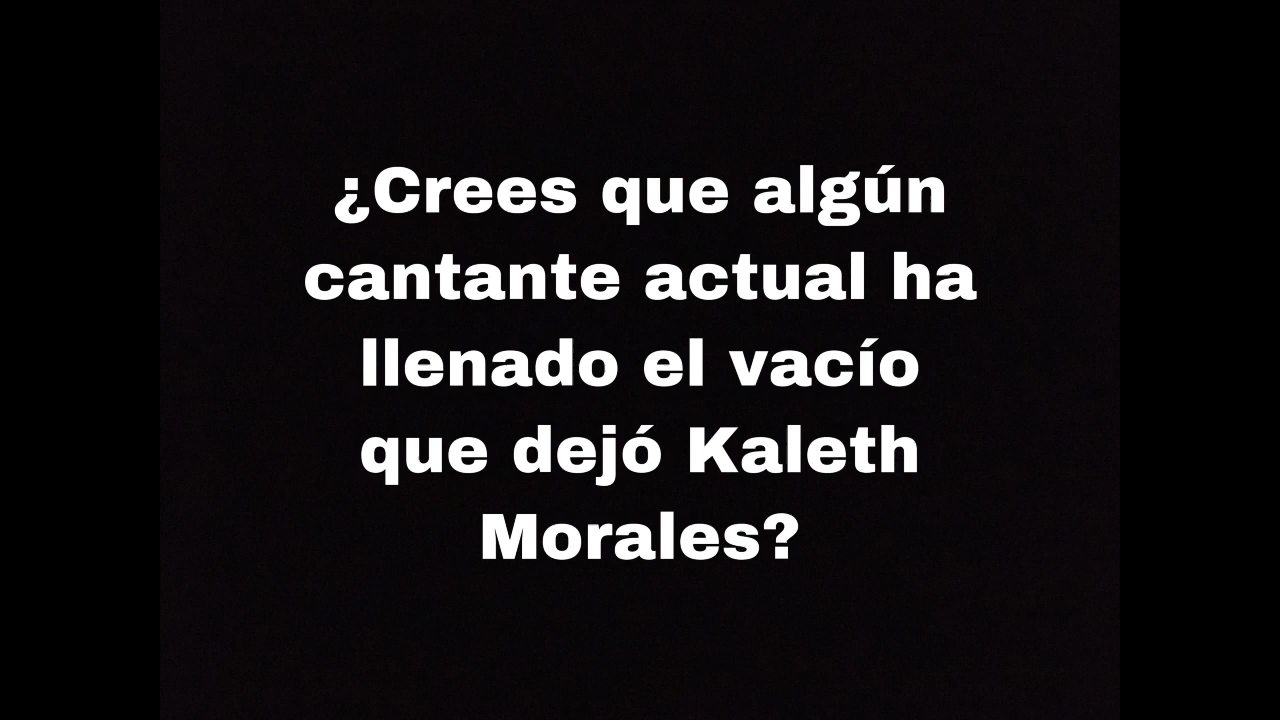 ¿Crees que algún
cantante actual ha
llenado el vacío
que dejó Kaleth
Morales?